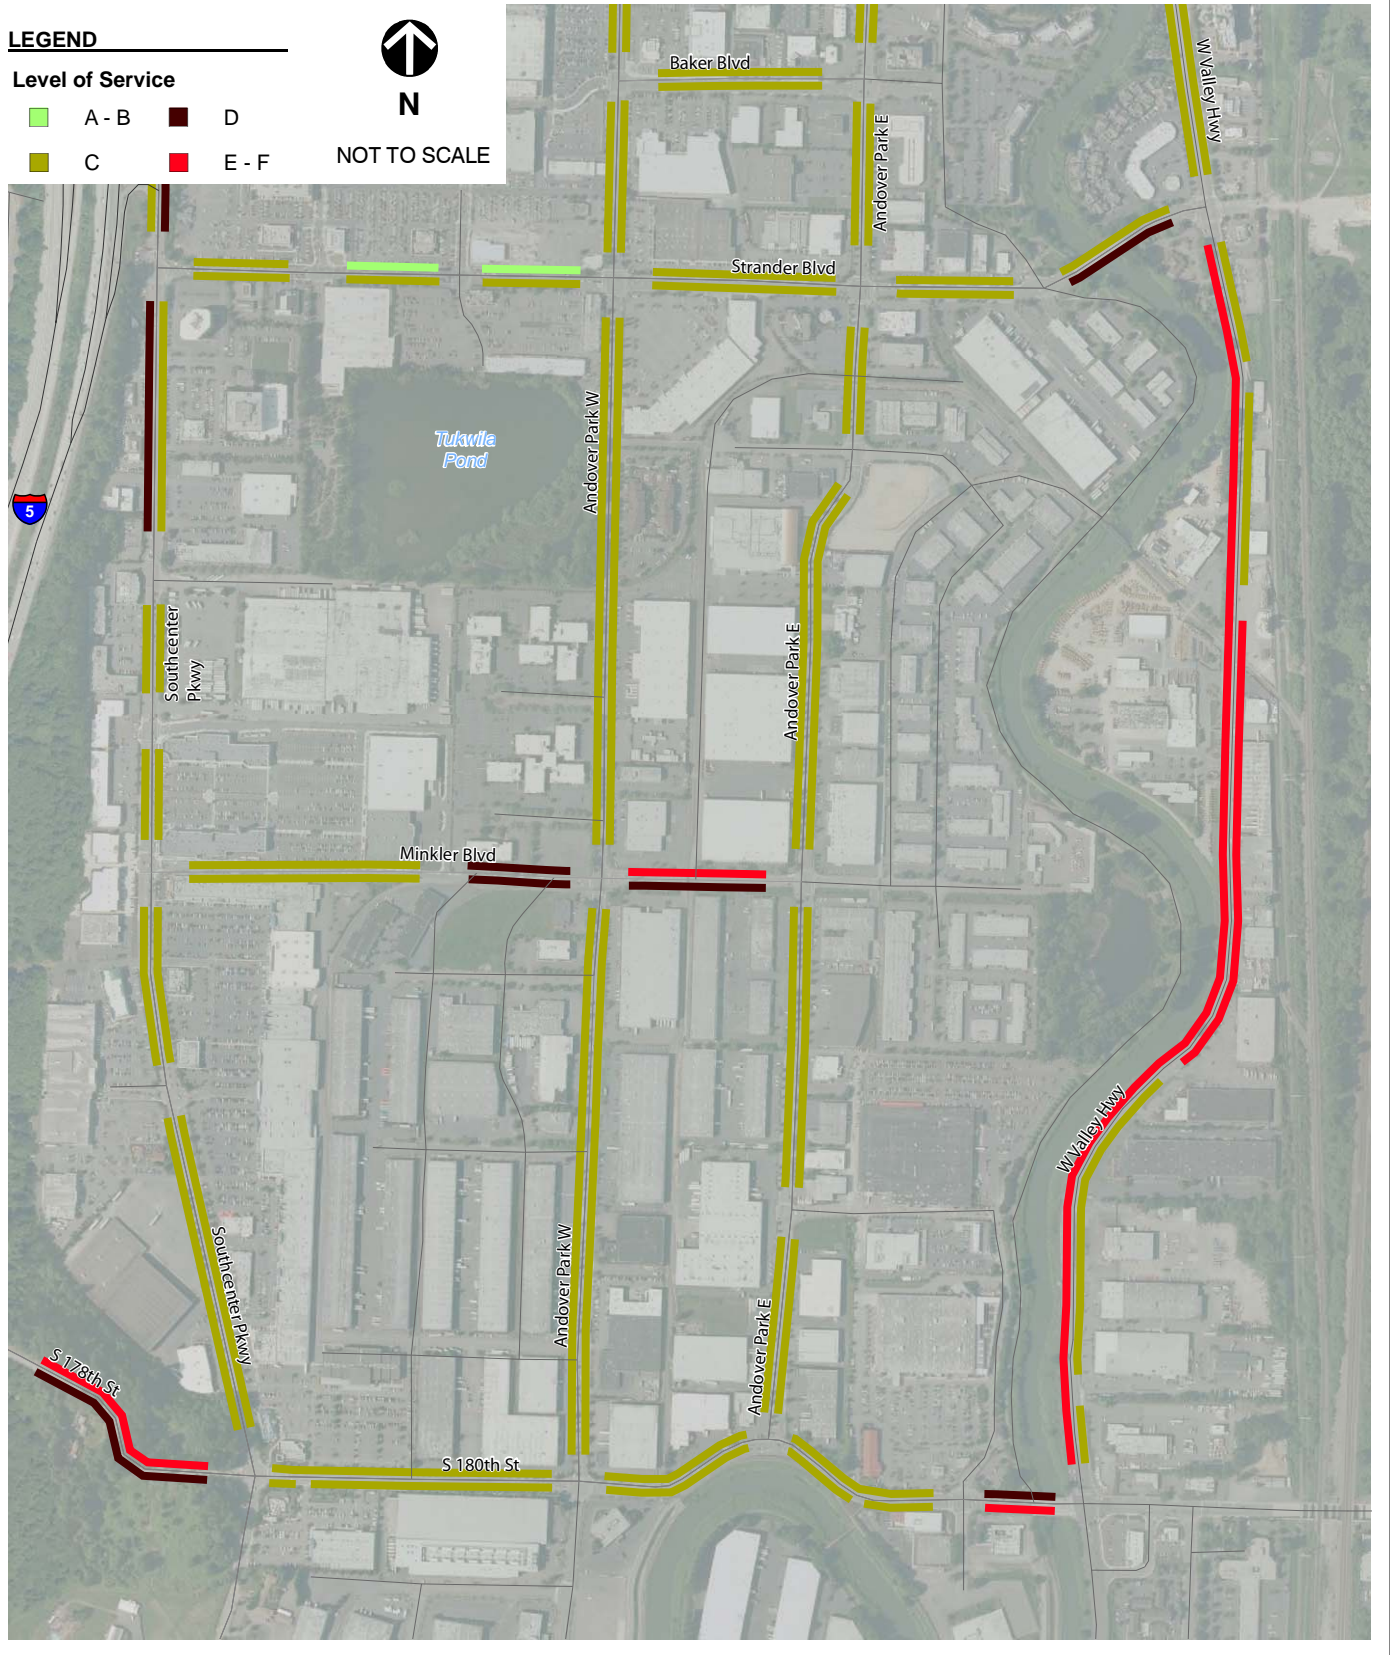 LEGEND
Level of Service
A - B
D
C
E - F
N
NOT TO SCALE
Baker Blvd
W Valley Hwy
Andover Park E
Strander Blvd
Tukwila
Pond
Andover Park W
5
Southcenter
Pkwy
Andover Park E
Minkler Blvd
W Valley Hwy
Southcenter Pkwy
Andover Park W
Andover Park E
S 178th St
S 180th St